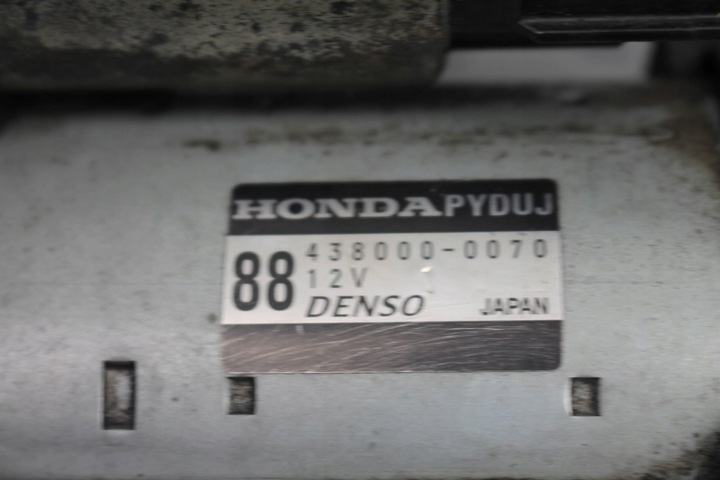 HONDA PYDUJ
88 438000-0070
12V
DENSO JAPAN